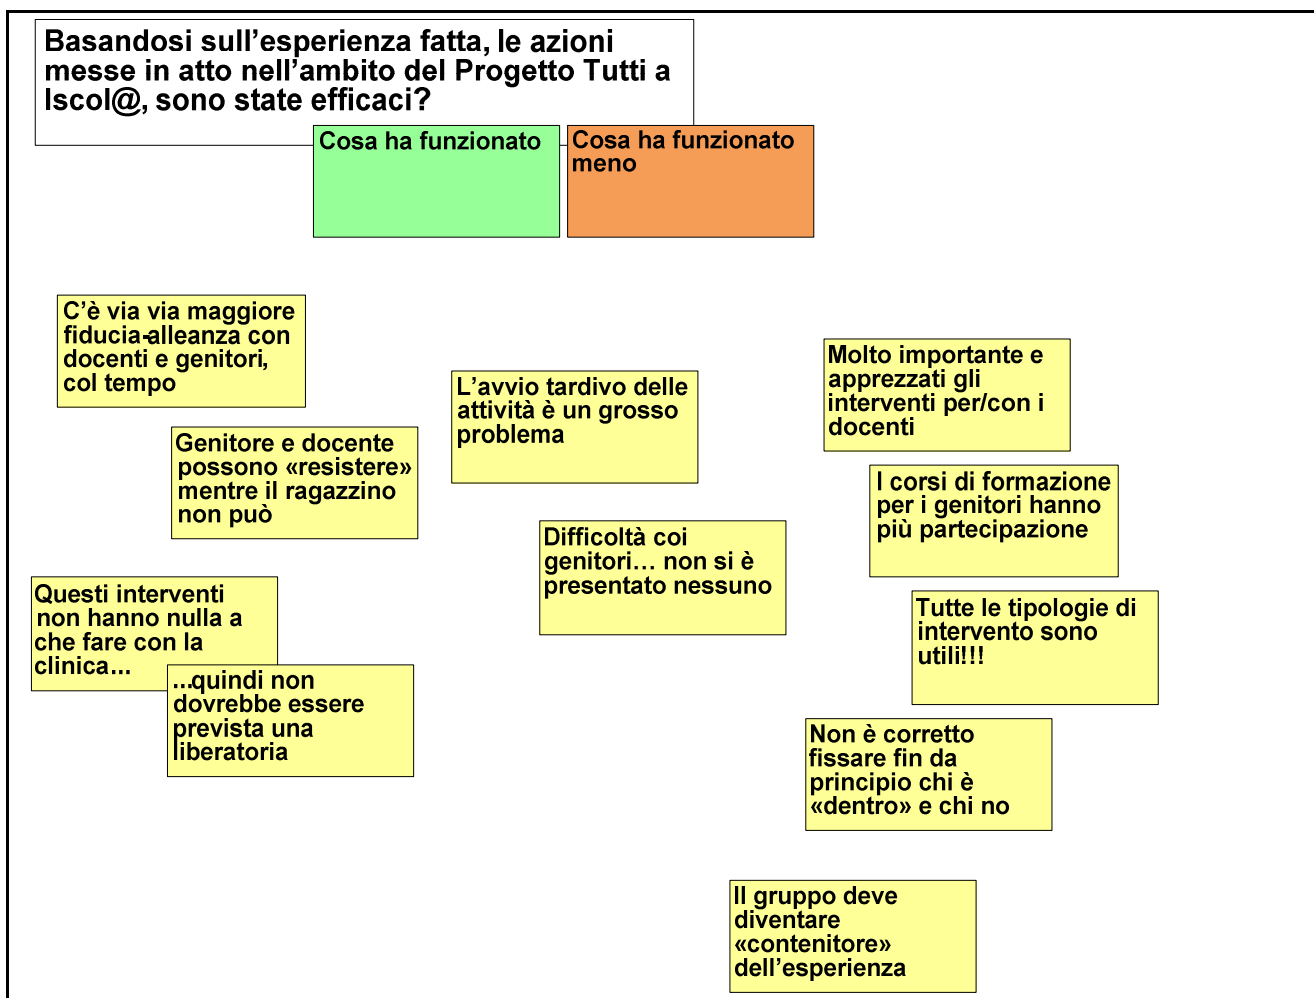 Basandosi sull’esperienza fatta, le azioni
messe in atto nell’ambito del Progetto Tutti a
Iscol@, sono state efficaci?
Cosa ha funzionato
Cosa ha funzionato
meno
C’è via via maggiore
fiducia-alleanza con
docenti e genitori,
col tempo
Genitore e docente
possono «resistere»
mentre il ragazzino
non può
L’avvio tardivo delle
attività è un grosso
problema
Molto importante e
apprezzati gli
interventi per/con i
docenti
I corsi di formazione
per i genitori hanno
più partecipazione
Difficoltà coi
genitori… non si è
presentato nessuno
Questi interventi
non hanno nulla a
che fare con la
clinica…
…quindi non
dovrebbe essere
prevista una
liberatoria
Tutte le tipologie di
intervento sono
utili!!!
Non è corretto
fissare fin da
principio chi è
«dentro» e chi no
Il gruppo deve
diventare
«contenitore»
dell’esperienza